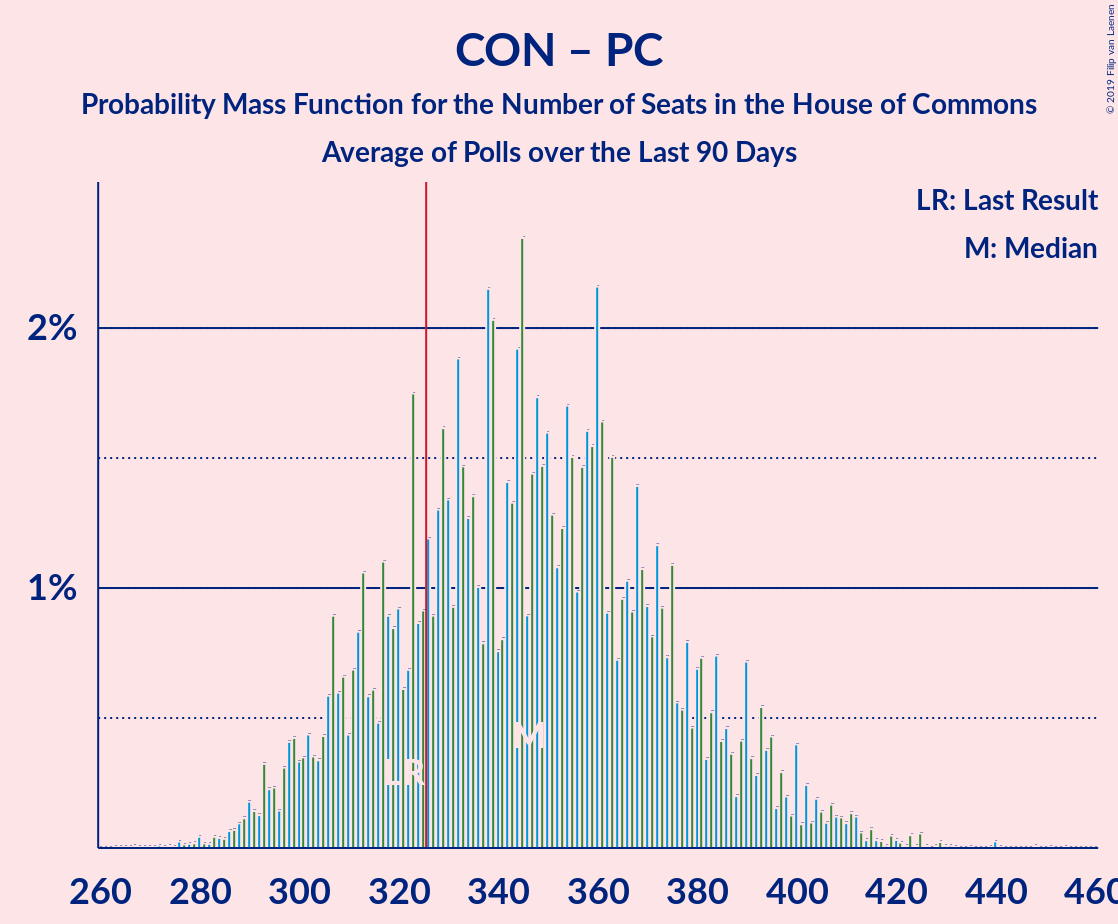 CON – PC
Probability Mass Function for the Number of Seats in the House of Commons
Average of Polls over the Last 90 Days
© 2019 Filip van Laenen
LR: Last Result
M: Median
2%
1%
M
LR
260 280 300 320 340 360 380 400 420 440 460